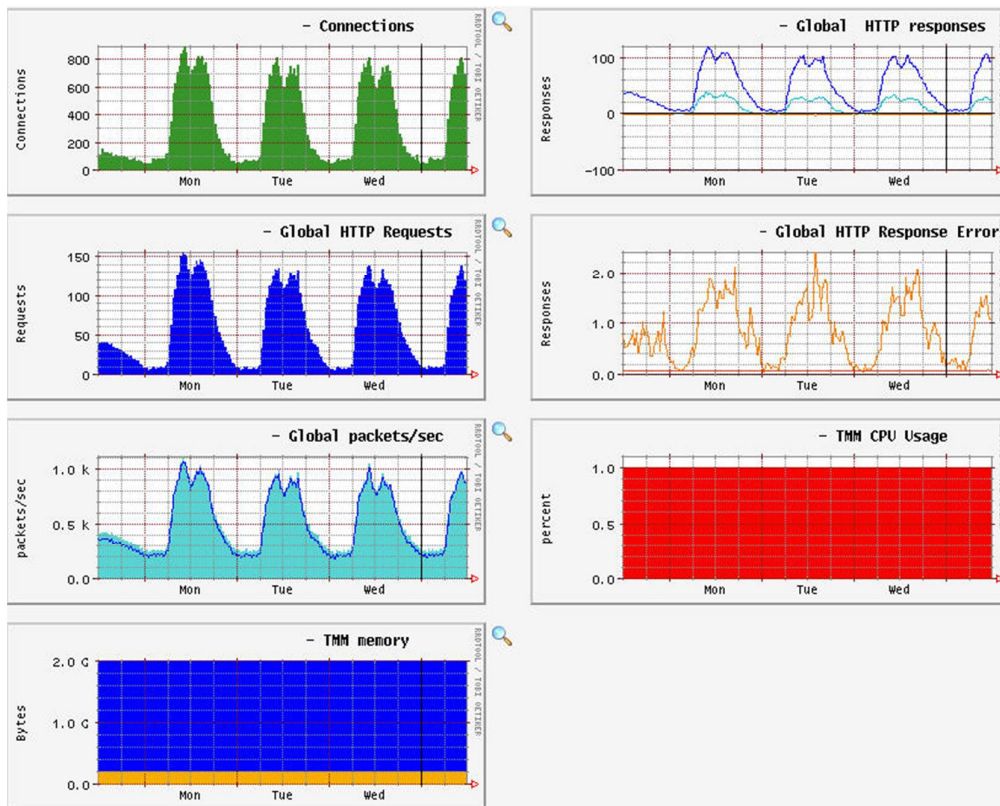 – Connections
Connections
800
600
400
200
0
Mon Tue Wed
RRDTOOL / TOBI OETIKER
– Global HTTP responses
Responses
100
0
-100
Mon Tue Wed
– Global HTTP Requests
Requests
150
100
50
0
Mon Tue Wed
RRDTOOL / TOBI OETIKER
– Global HTTP Response Error
Responses
2.0
1.0
0.0
Mon Tue Wed
– Global packets/sec
packets/sec
1.0 k
0.5 k
0.0
Mon Tue Wed
RRDTOOL / TOBI OETIKER
– TMM CPU Usage
percent
1.0
0.5
0.0
Mon Tue Wed
– TMM memory
Bytes
2.0 G
1.0 G
0.0
Mon Tue Wed
RRDTOOL / TOBI OETIKER